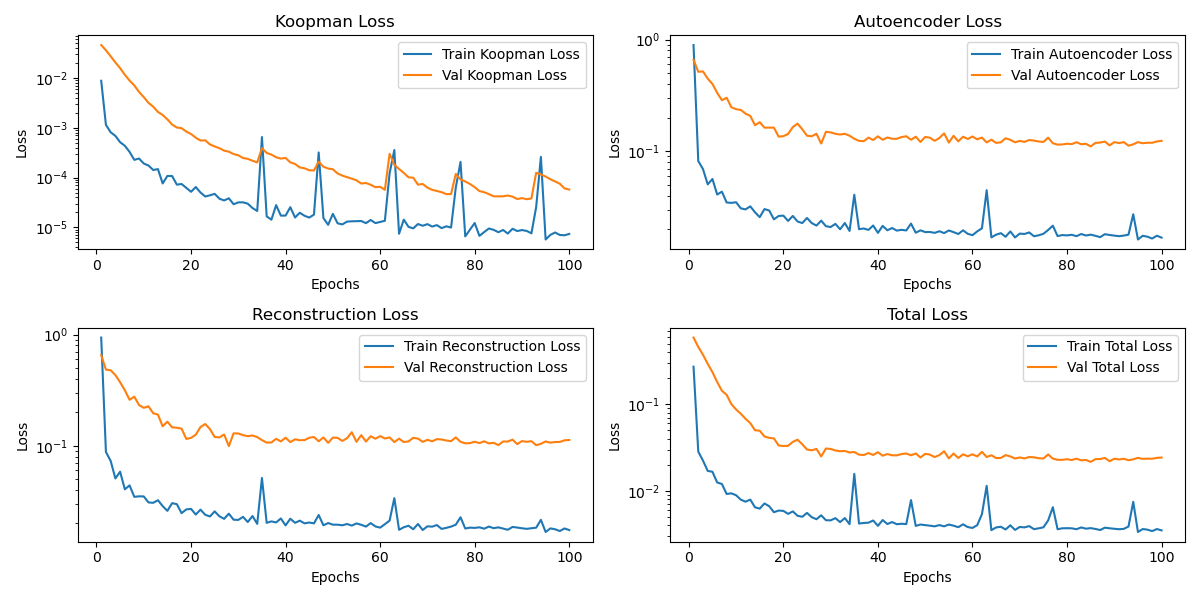 Koopman Loss
Train Koopman Loss
Val Koopman Loss
Loss
10⁻²
10⁻³
10⁻⁴
10⁻⁵
0 20 40 60 80 100
Epochs
Autoencoder Loss
Train Autoencoder Loss
Val Autoencoder Loss
Loss
10⁰
10⁻¹
0 20 40 60 80 100
Epochs
Reconstruction Loss
Train Reconstruction Loss
Val Reconstruction Loss
Loss
10⁰
10⁻¹
0 20 40 60 80 100
Epochs
Total Loss
Train Total Loss
Val Total Loss
Loss
10⁻¹
10⁻²
0 20 40 60 80 100
Epochs